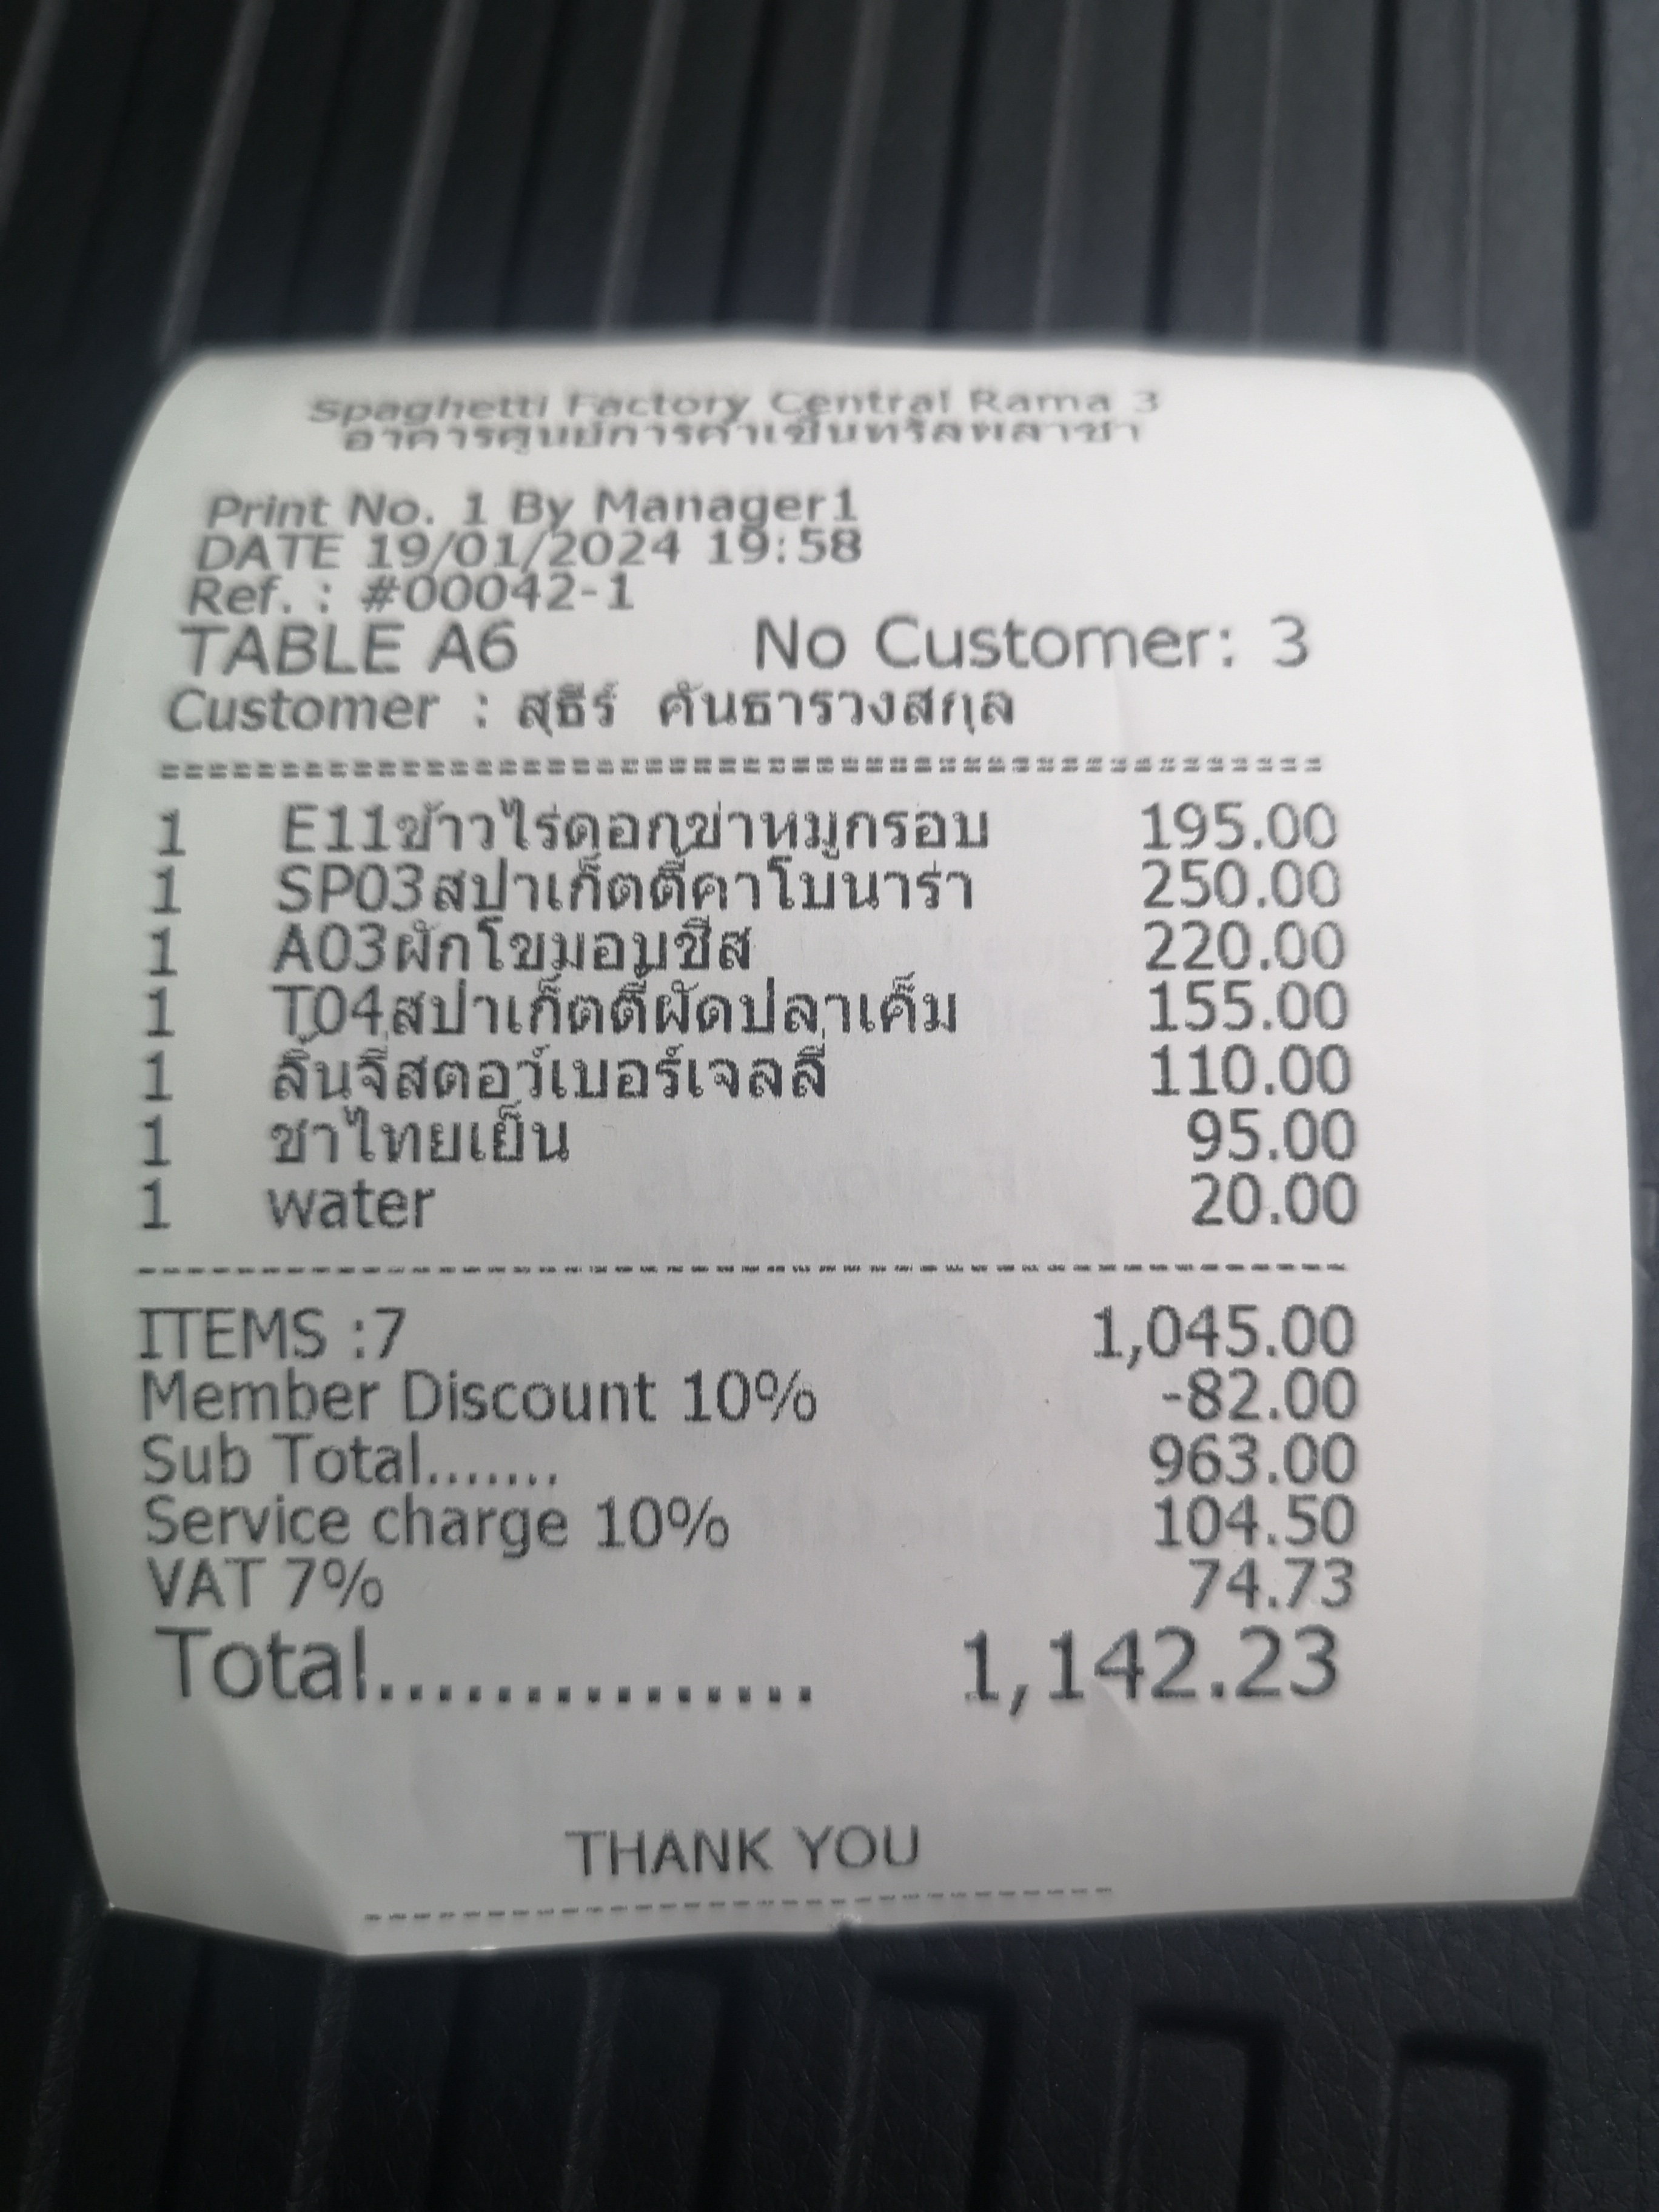 Spaghetti Factory Central Rama 3
อาคารศูนย์การค้าเซ็นทรัลพลาซา
Print No. 1 By Manager1
DATE 19/01/2024 19:58
Ref. : #00042-1
TABLE A6 No Customer: 3
Customer : สุธีร์ คันธารวงสกุล
1 E11ข้าวไร่ดอกข่าหมูกรอบ 195.00
1 SP03สปาเก็ตตี้คาโบนาร่า 250.00
1 A03ผักโขมอบชีส 220.00
1 T04สปาเก็ตตี้ผัดปลาเค็ม 155.00
1 ลิ้นจี่สตอว์เบอร์เจลลี่ 110.00
1 ชาไทยเย็น 95.00
1 water 20.00
ITEMS :7 1,045.00
Member Discount 10% -82.00
Sub Total....... 963.00
Service charge 10% 104.50
VAT 7% 74.73
Total............... 1,142.23
THANK YOU